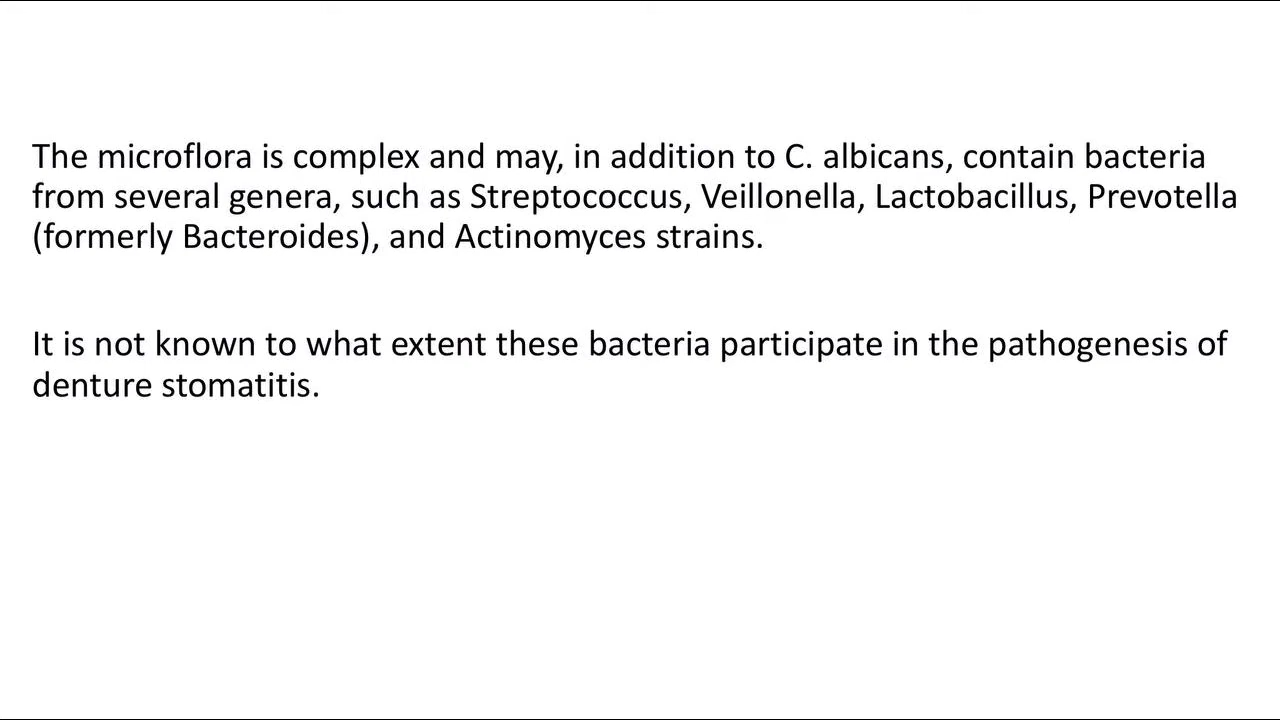 The microflora is complex and may, in addition to C. albicans, contain bacteria
from several genera, such as Streptococcus, Veillonella, Lactobacillus, Prevotella
(formerly Bacteroides), and Actinomyces strains.
It is not known to what extent these bacteria participate in the pathogenesis of
denture stomatitis.